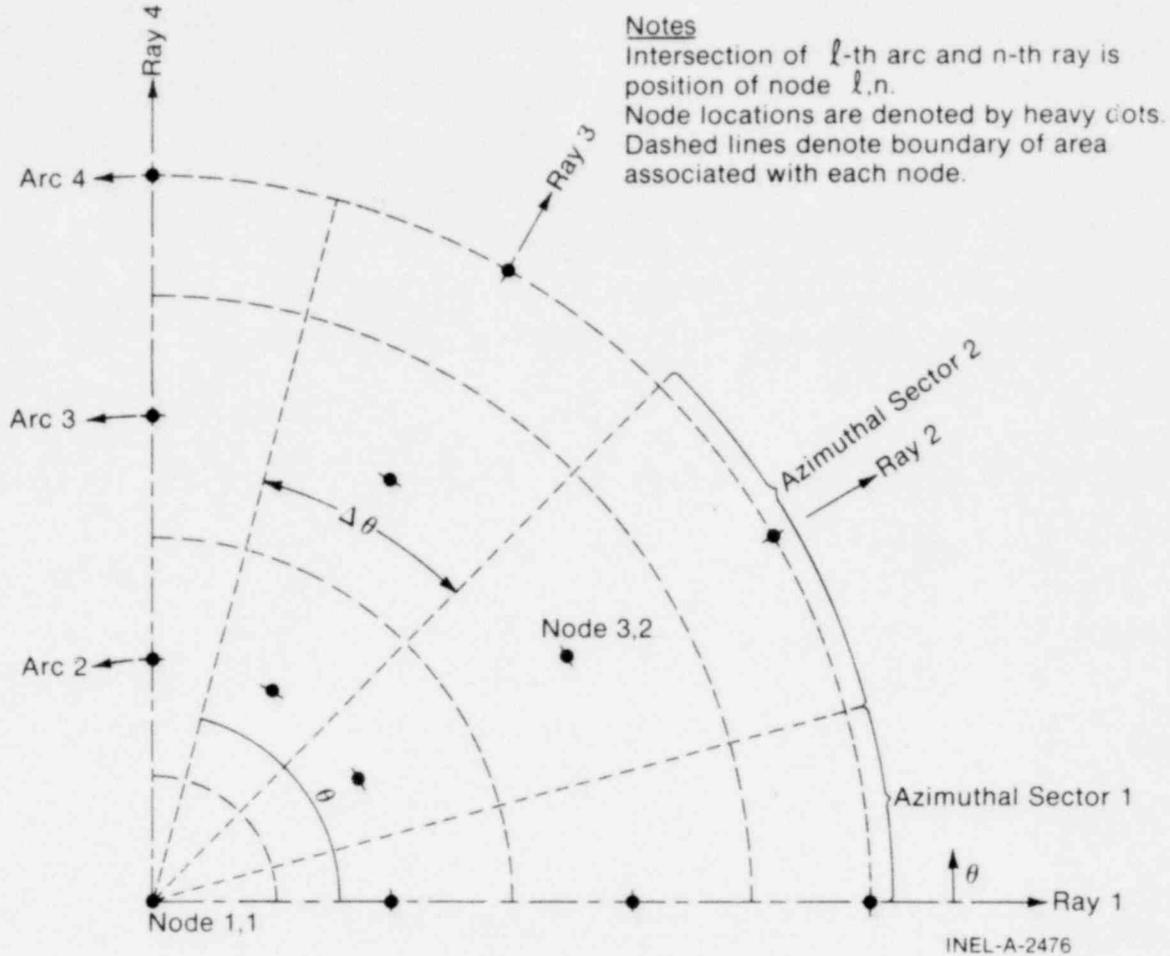 Notes
Intersection of ℓ-th arc and n-th ray is
position of node ℓ,n.
Node locations are denoted by heavy dots.
Dashed lines denote boundary of area
associated with each node.
Ray 4
Arc 4
Ray 3
Arc 3
Azimuthal Sector 2
Ray 2
Δθ
Node 3,2
Arc 2
θ
Azimuthal Sector 1
θ
Ray 1
Node 1,1
INEL-A-2476